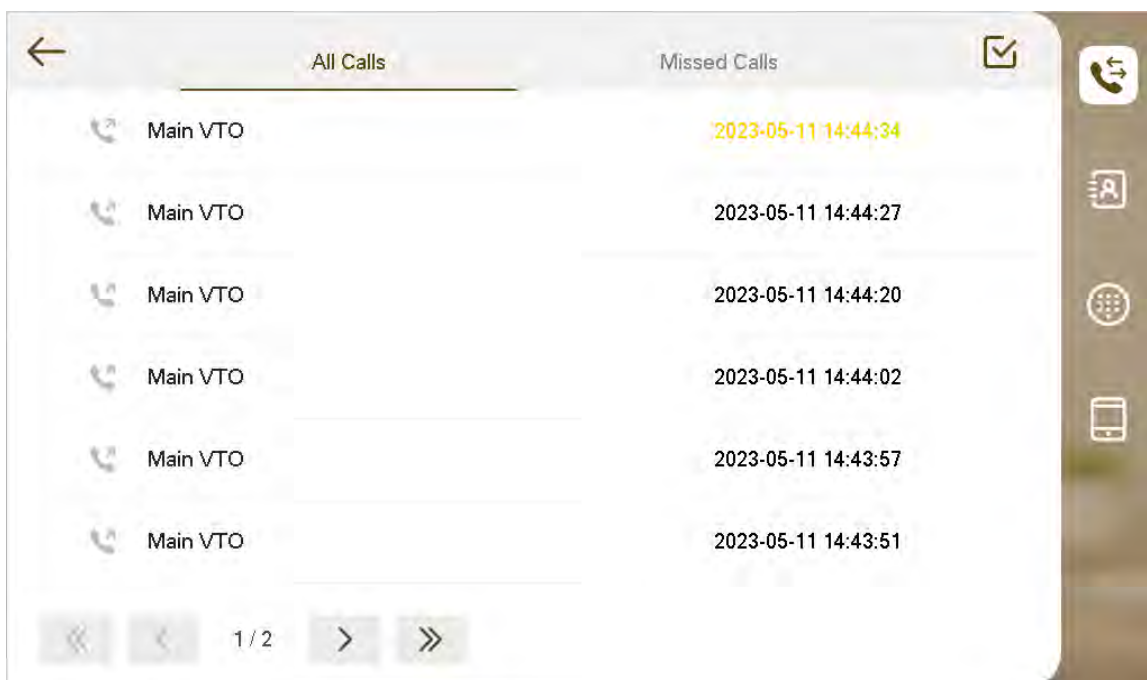 All Calls Missed Calls
Main VTO 2023-05-11 14:44:34
Main VTO 2023-05-11 14:44:27
Main VTO 2023-05-11 14:44:20
Main VTO 2023-05-11 14:44:02
Main VTO 2023-05-11 14:43:57
Main VTO 2023-05-11 14:43:51
1 / 2